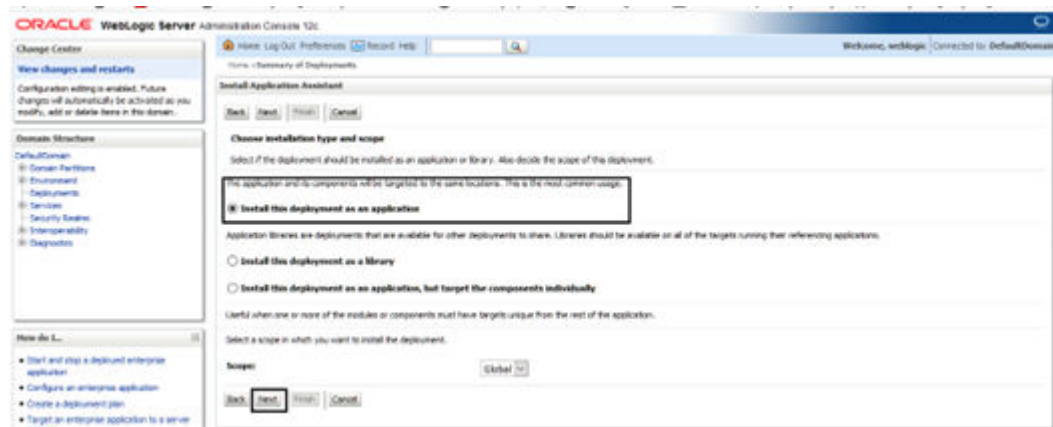 ORACLE WebLogic Server Administration Console 12c
Change Center
View changes and restarts
Configuration editing is enabled. Future
changes will automatically be activated as you
modify, add or delete items in this domain.
Domain Structure
DefaultDomain
Domain Partitions
Environment
Deployments
Services
Security Realms
Interoperability
Diagnostics
How do I...
Start and stop a deployed enterprise
application
Configure an enterprise application
Create a deployment plan
Target an enterprise application to a server
Home Log Out Preferences Record Help
Welcome, weblogic Connected to: DefaultDomain
Home >Summary of Deployments
Install Application Assistant
Back Next Finish Cancel
Choose installation type and scope
Select if the deployment should be installed as an application or library. Also decide the scope of this deployment.
The application and its components will be targeted to the same locations. This is the most common usage.
Install this deployment as an application
Application libraries are deployments that are available for other deployments to share. Libraries should be available on all of the targets running their referencing applications.
Install this deployment as a library
Install this deployment as an application, but target the components individually
Useful when one or more of the modules or components must have targets unique from the rest of the application.
Select a scope in which you want to install the deployment.
Scope: Global
Back Next Finish Cancel